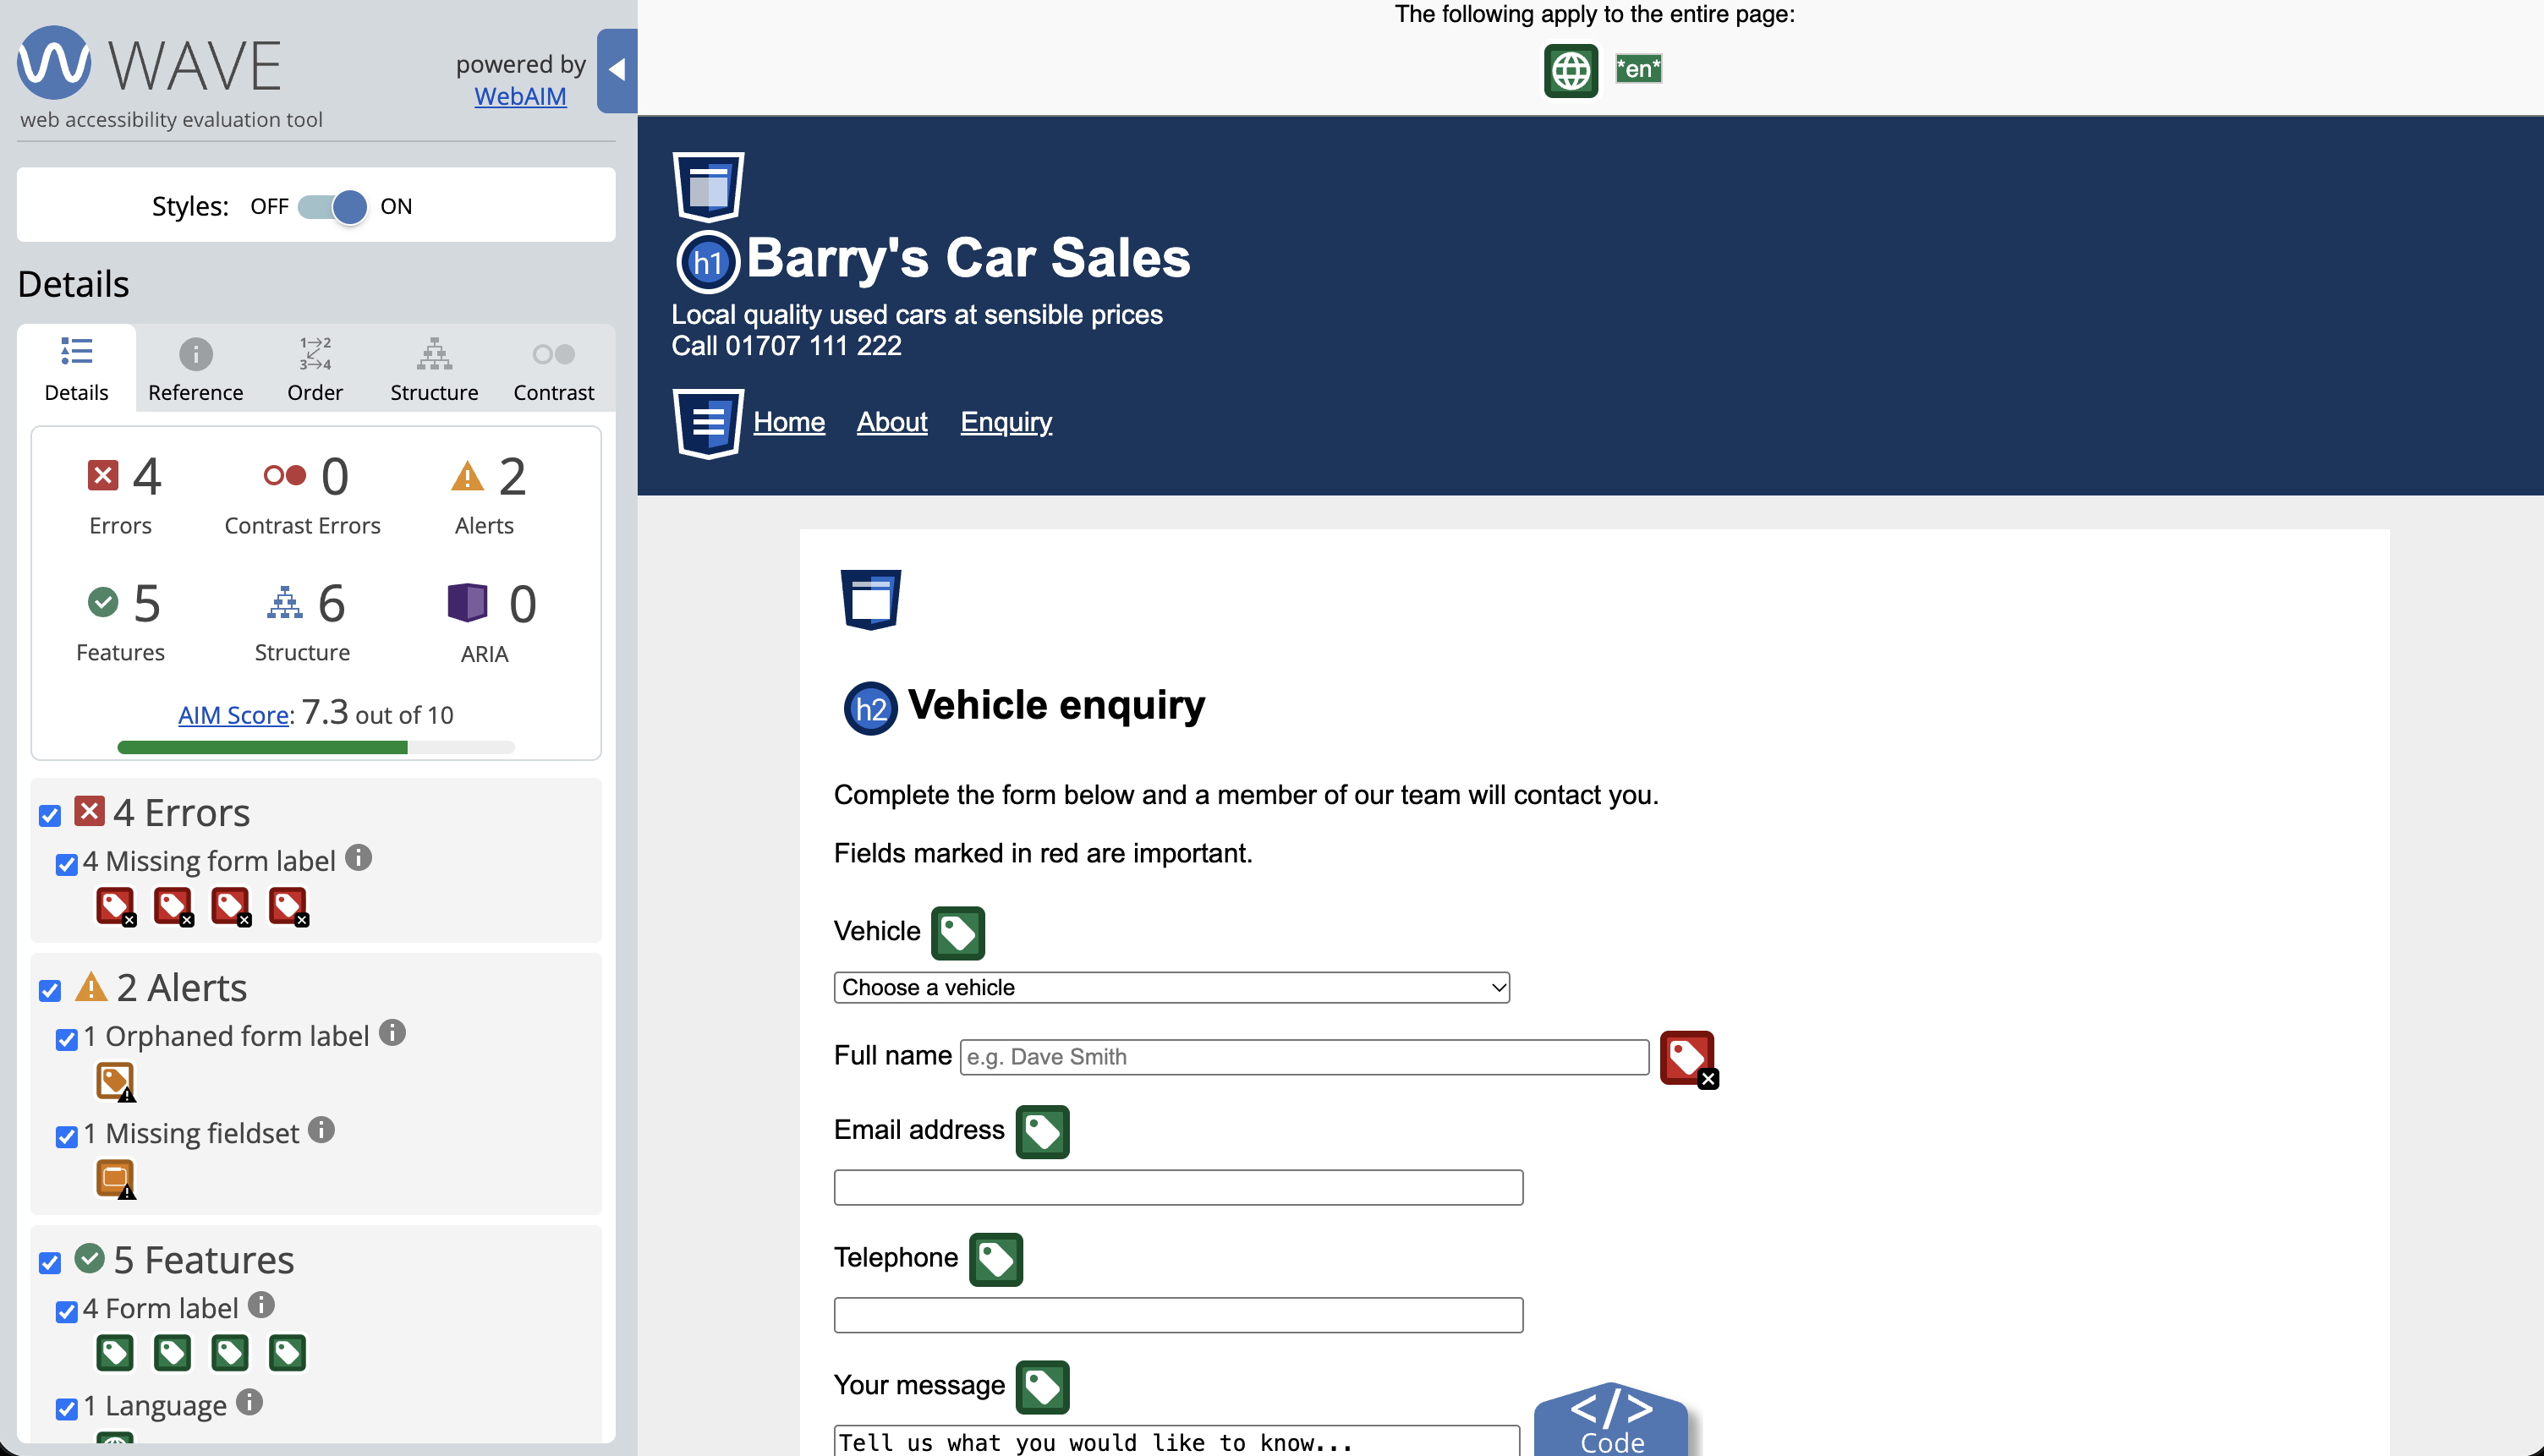 WAVE
powered by
WebAIM
web accessibility evaluation tool
Styles: OFF ON
Details
Details Reference Order Structure Contrast
1→2
3→4
4 0 2
Errors Contrast Errors Alerts
5 6 0
Features Structure ARIA
AIM Score: 7.3 out of 10
4 Errors
4 Missing form label
2 Alerts
1 Orphaned form label
1 Missing fieldset
5 Features
4 Form label
1 Language
The following apply to the entire page:
*en*
h1 Barry's Car Sales
Local quality used cars at sensible prices
Call 01707 111 222
Home About Enquiry
h2 Vehicle enquiry
Complete the form below and a member of our team will contact you.
Fields marked in red are important.
Vehicle
Choose a vehicle
Full name e.g. Dave Smith
Email address
Telephone
Your message
Tell us what you would like to know...
</> Code